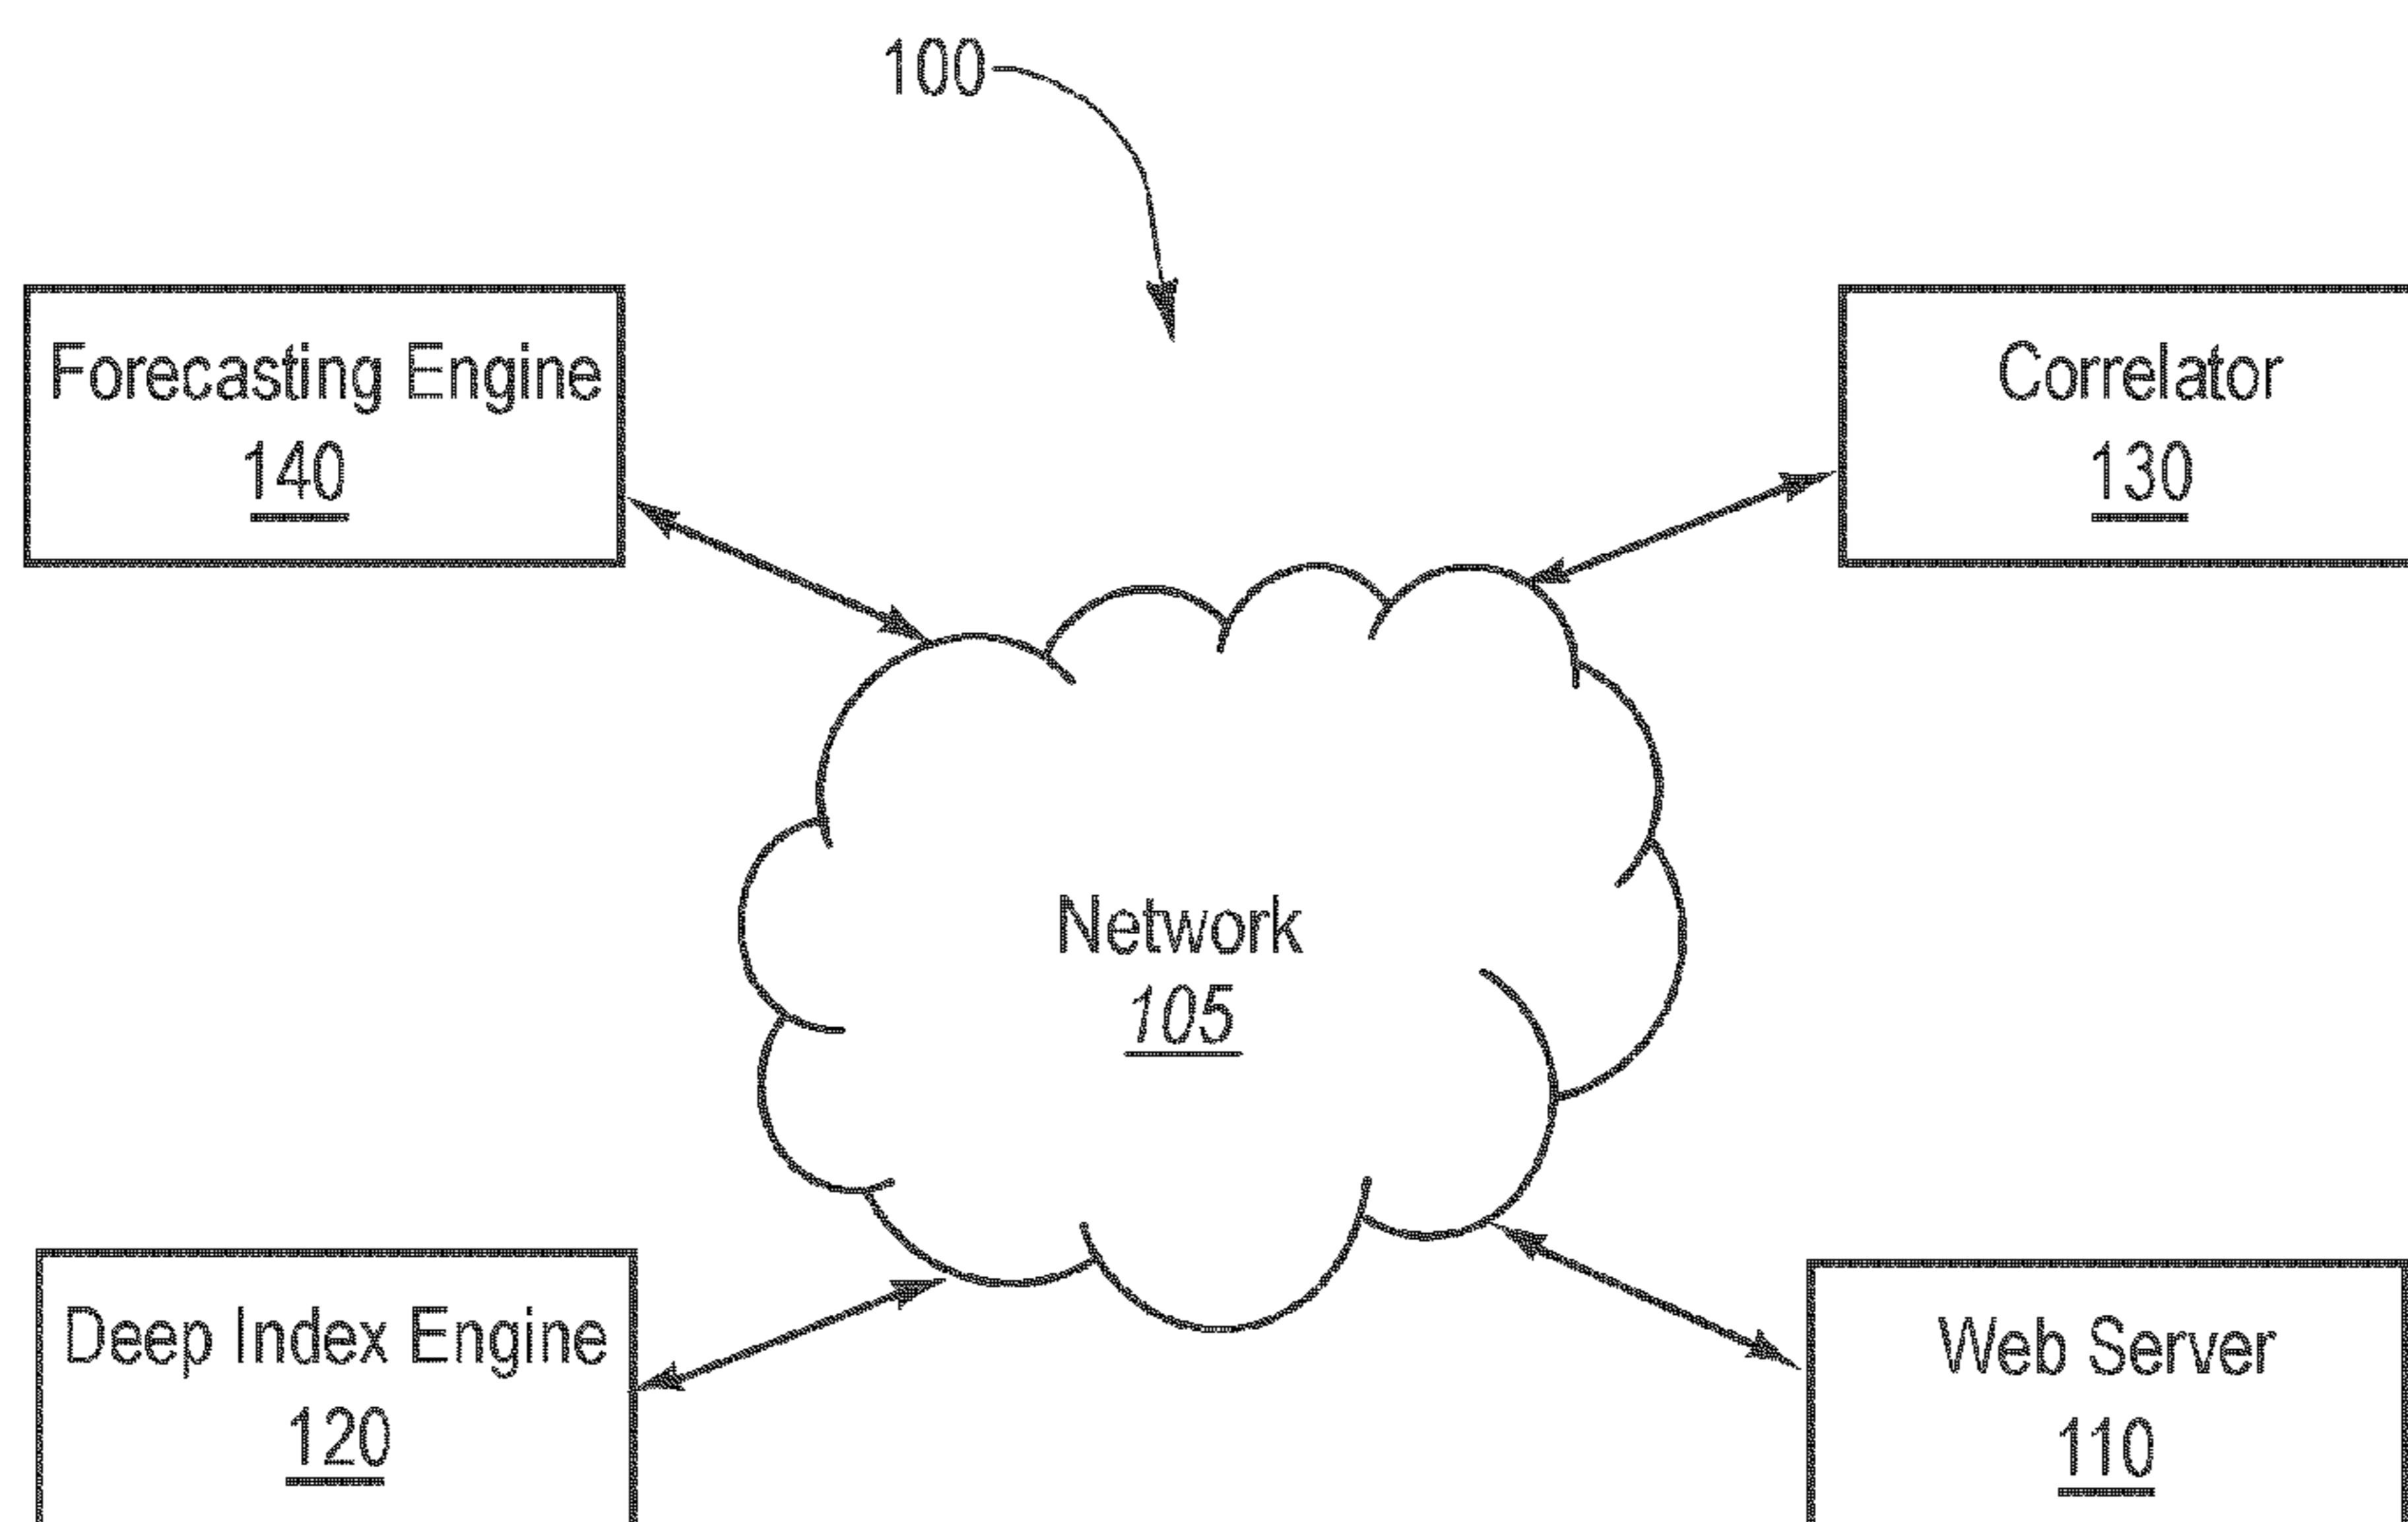 100
Forecasting Engine
140
Correlator
130
Network
105
Deep Index Engine
120
Web Server
110